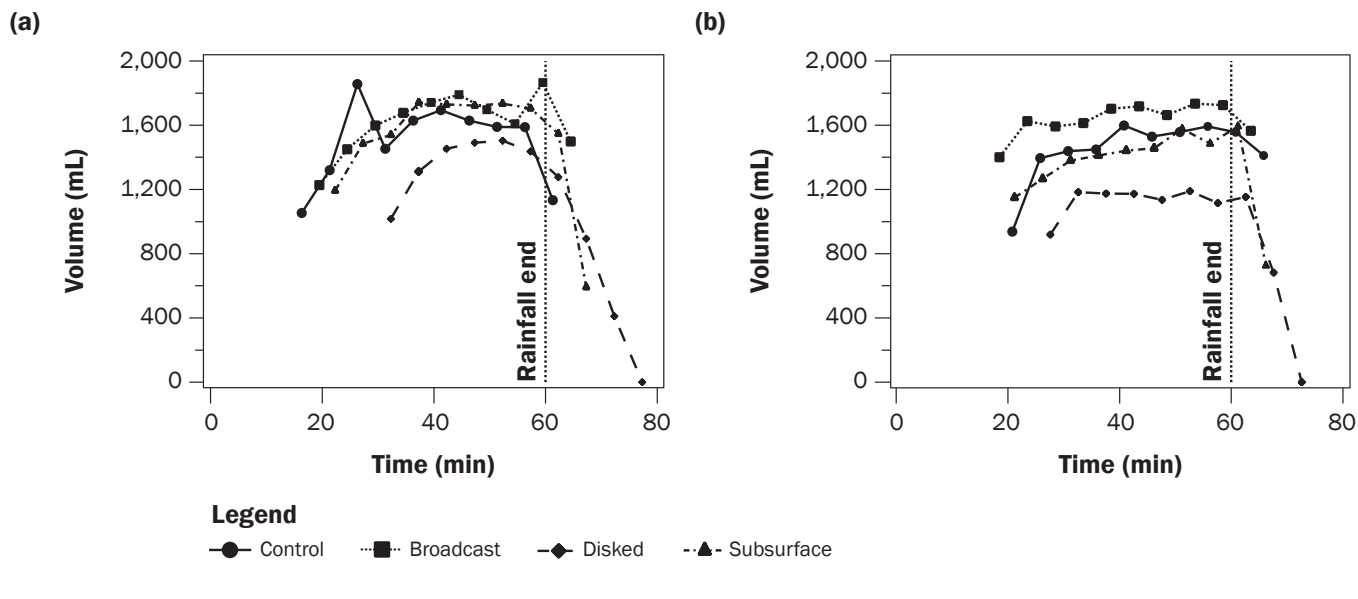 (a)
Volume (mL)
2,000
1,600
1,200
800
400
0
Rainfall end
0 20 40 60 80
Time (min)
(b)
Volume (mL)
2,000
1,600
1,200
800
400
0
Rainfall end
0 20 40 60 80
Time (min)
Legend
Control Broadcast Disked Subsurface